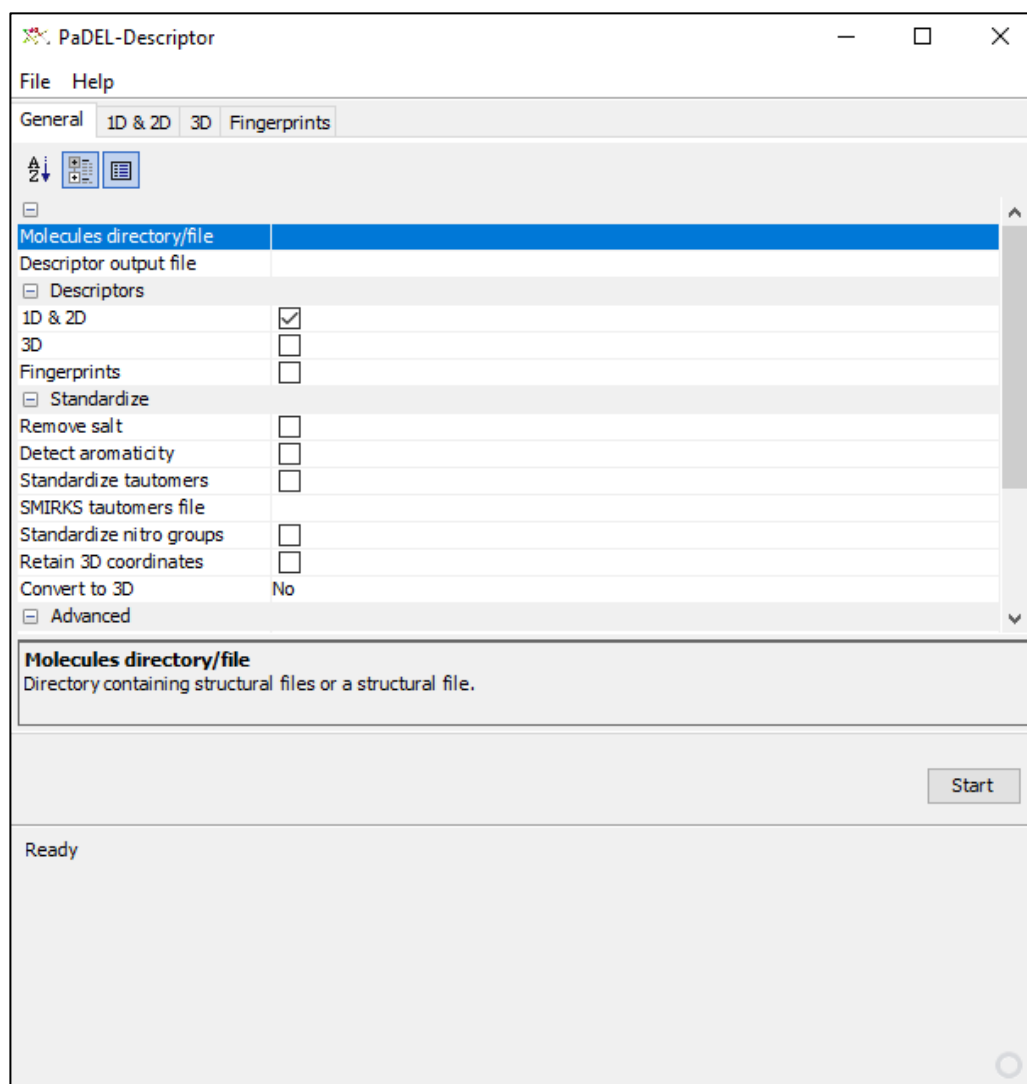 PaDEL-Descriptor
File Help
General 1D & 2D 3D Fingerprints
A
Z
Molecules directory/file
Descriptor output file
Descriptors
1D & 2D
3D
Fingerprints
Standardize
Remove salt
Detect aromaticity
Standardize tautomers
SMIRKS tautomers file
Standardize nitro groups
Retain 3D coordinates
Convert to 3D No
Advanced
Molecules directory/file
Directory containing structural files or a structural file.
Start
Ready